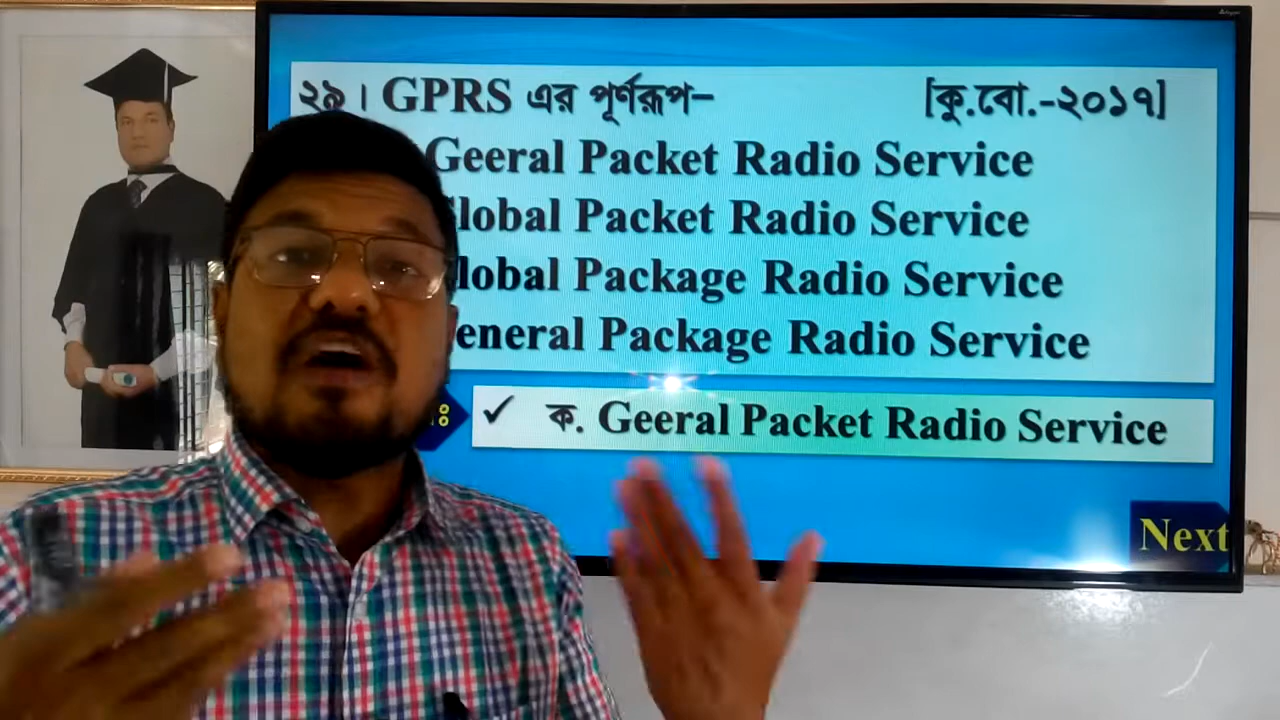 ২৯। GPRS এর পূর্ণরূপ– [কু.বো.-২০১৭]
Geeral Packet Radio Service
lobal Packet Radio Service
lobal Package Radio Service
eneral Package Radio Service
✓ ক. Geeral Packet Radio Service
Next